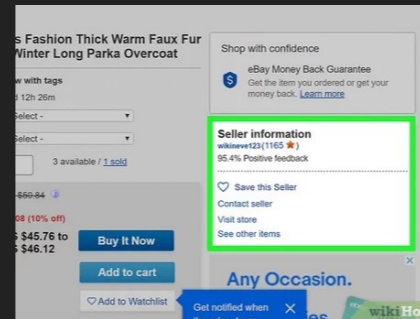 s Fashion Thick Warm Faux Fur
Winter Long Parka Overcoat
w with tags
d 12h 26m
Select -
Select -
3 available / 1 sold
$50.84
08 (10% off)
$ $45.76 to
$ $46.12
Buy It Now
Add to cart
Add to Watchlist
Shop with confidence
eBay Money Back Guarantee
Get the item you ordered or get your
money back. Learn more
Seller information
wikineve123 (1165 ★)
95.4% Positive feedback
Save this Seller
Contact seller
Visit store
See other items
Any Occasion.
Get notified when
wikiHo